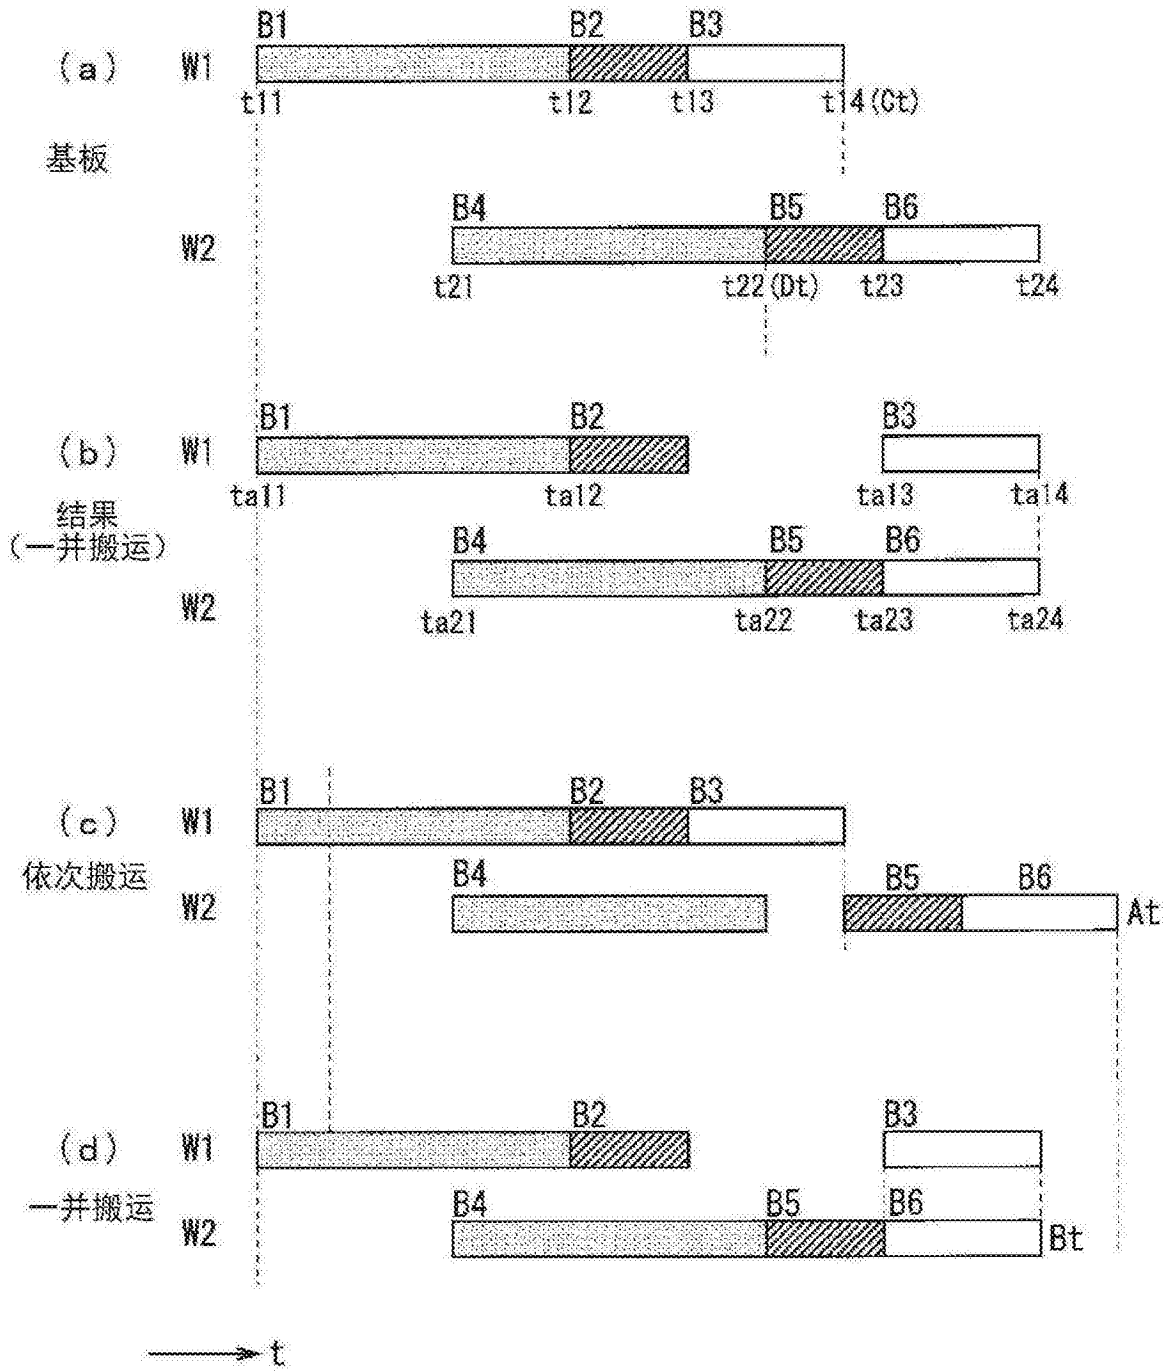 B1 B2 B3
(a) W1
t11 t12 t13 t14(Ct)
基板
B4 B5 B6
W2
t21 t22(Dt) t23 t24
B1 B2 B3
(b) W1
ta11 ta12 ta13 ta14
结果
(一并搬运)
B4 B5 B6
W2
ta21 ta22 ta23 ta24
B1 B2 B3
(c) W1
依次搬运
B4 B5 B6
W2 At
B1 B2 B3
(d) W1
一并搬运
B4 B5 B6
W2 Bt
t